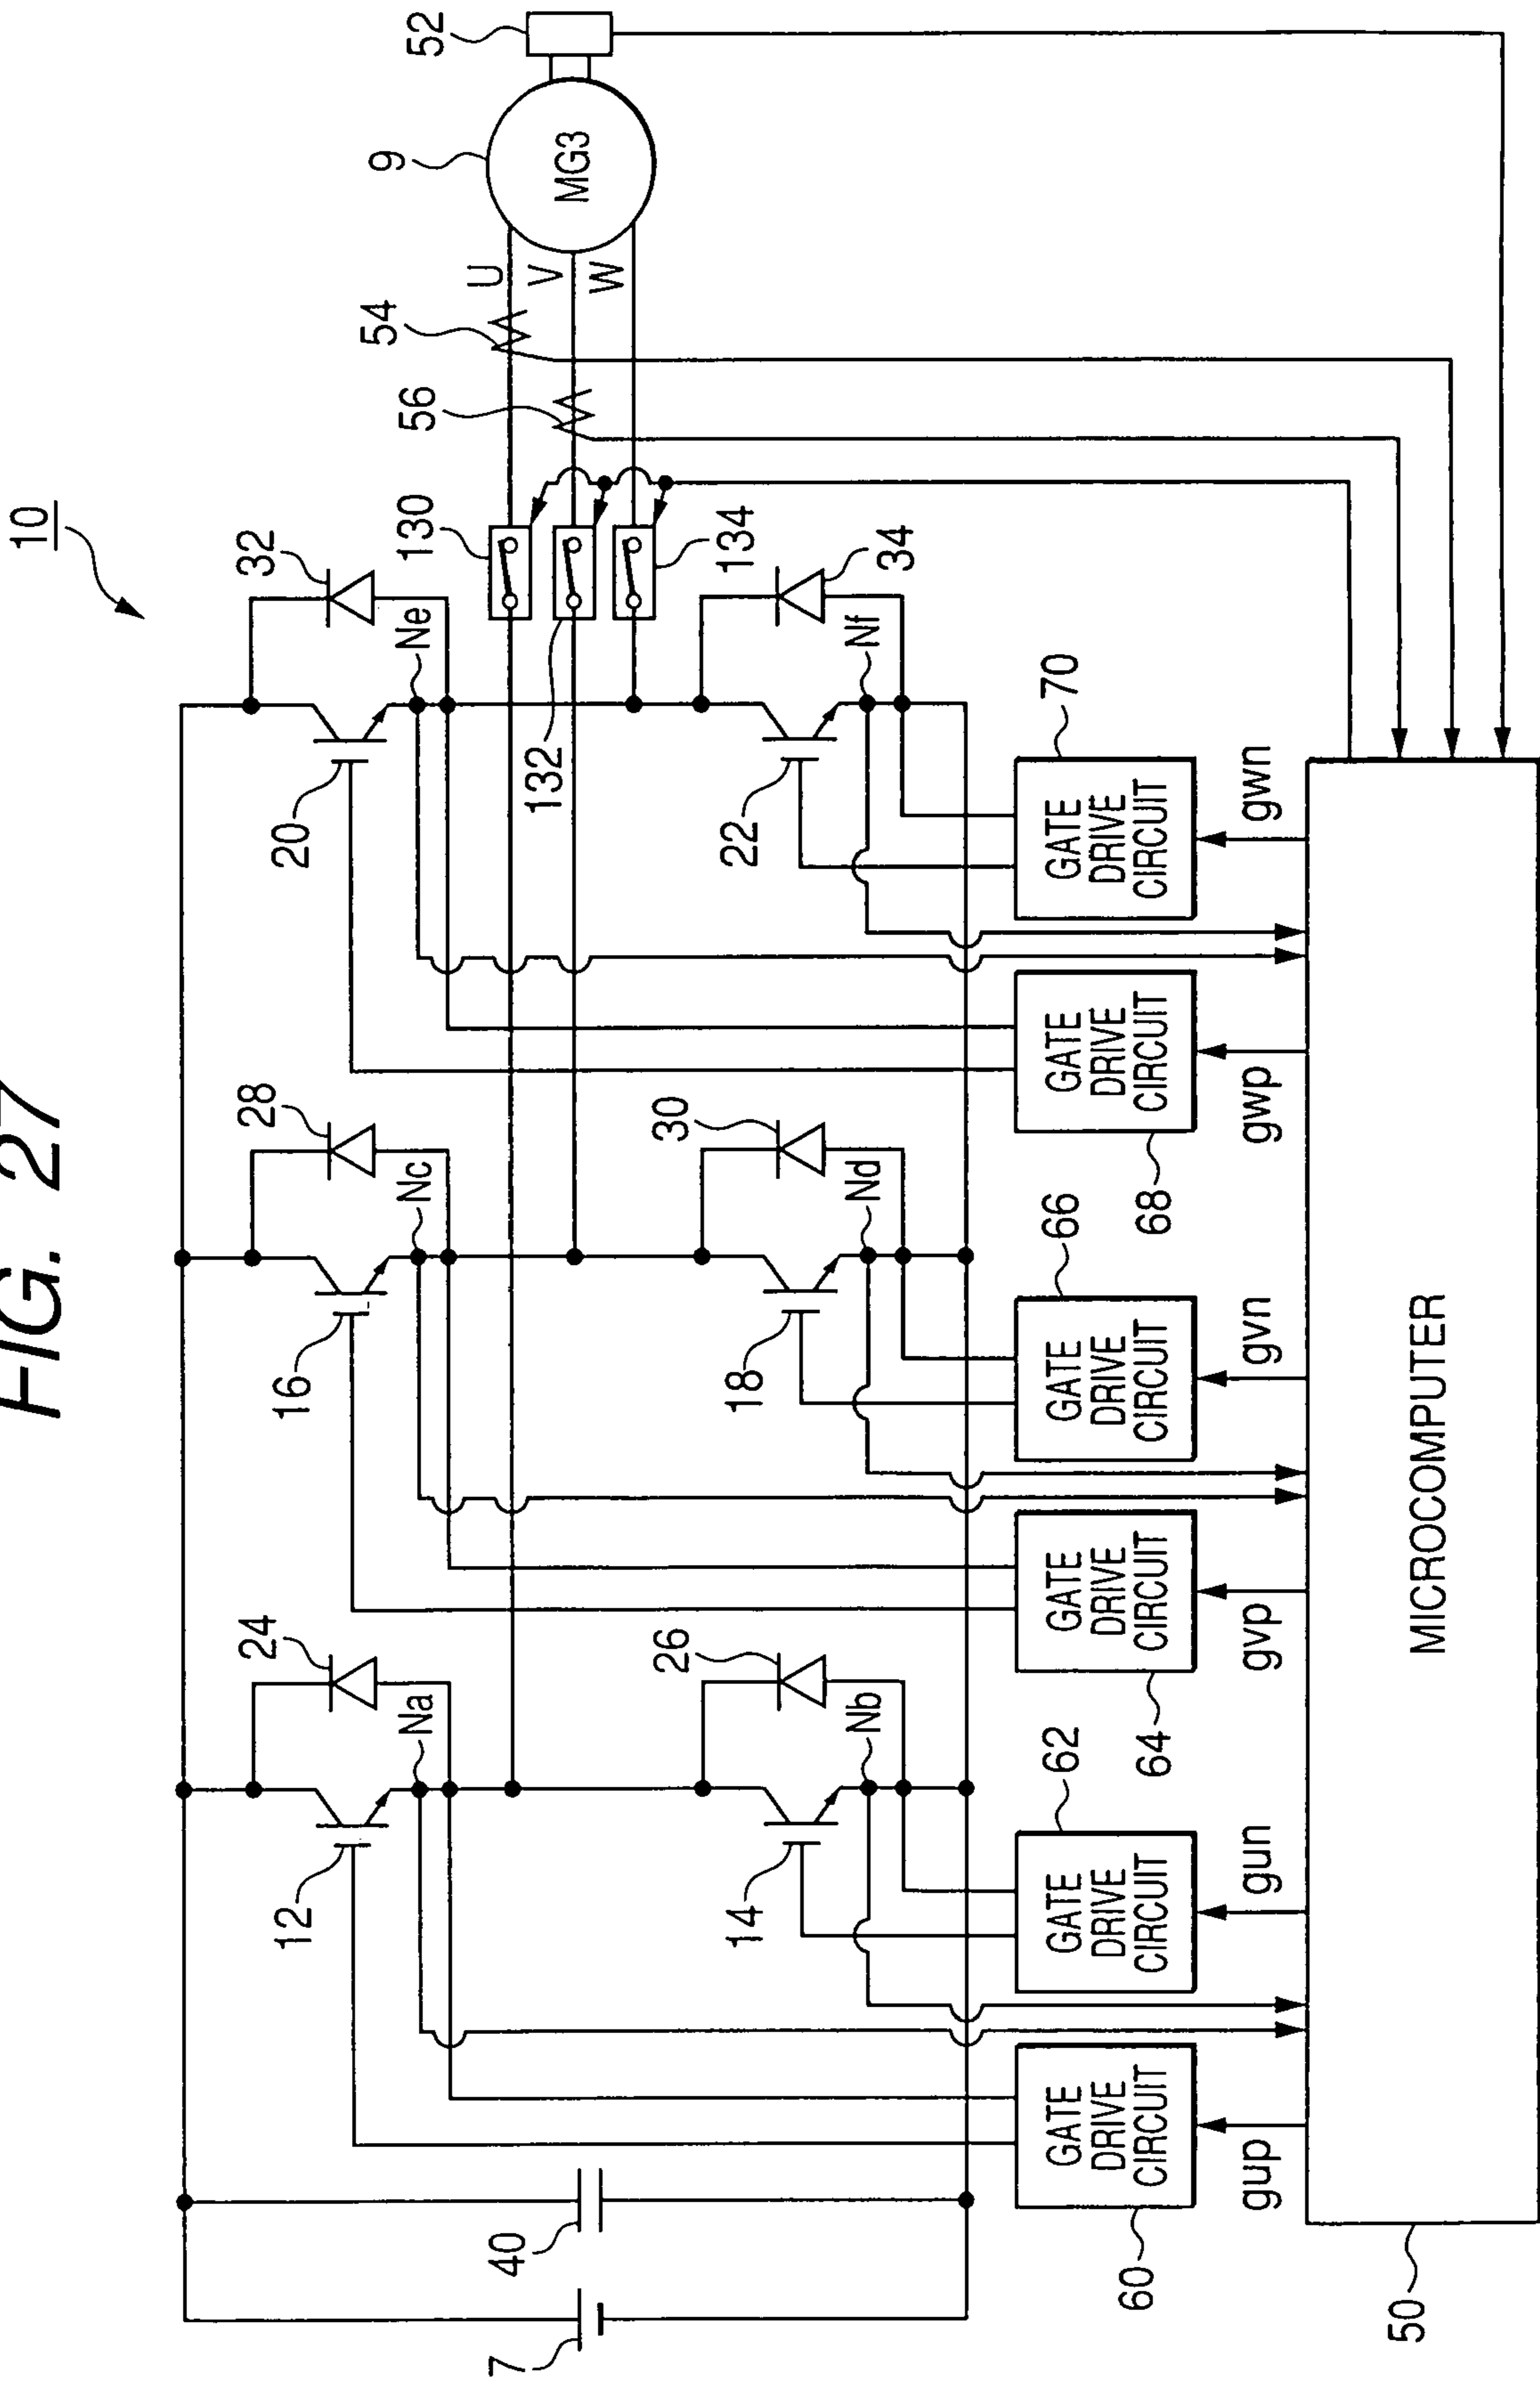 FIG. 27
10
32
28
24
Ne
Nc
Na
20
16
12
130
132
134
54
56
U
V
W
9
MG3
52
34
30
26
Nf
Nd
Nb
22
18
14
7
40
60
GATE
DRIVE
CIRCUIT
62
GATE
DRIVE
CIRCUIT
64
GATE
DRIVE
CIRCUIT
66
GATE
DRIVE
CIRCUIT
68
GATE
DRIVE
CIRCUIT
70
GATE
DRIVE
CIRCUIT
gup
gun
gvp
gvn
gwp
gwn
50
MICROCOMPUTER